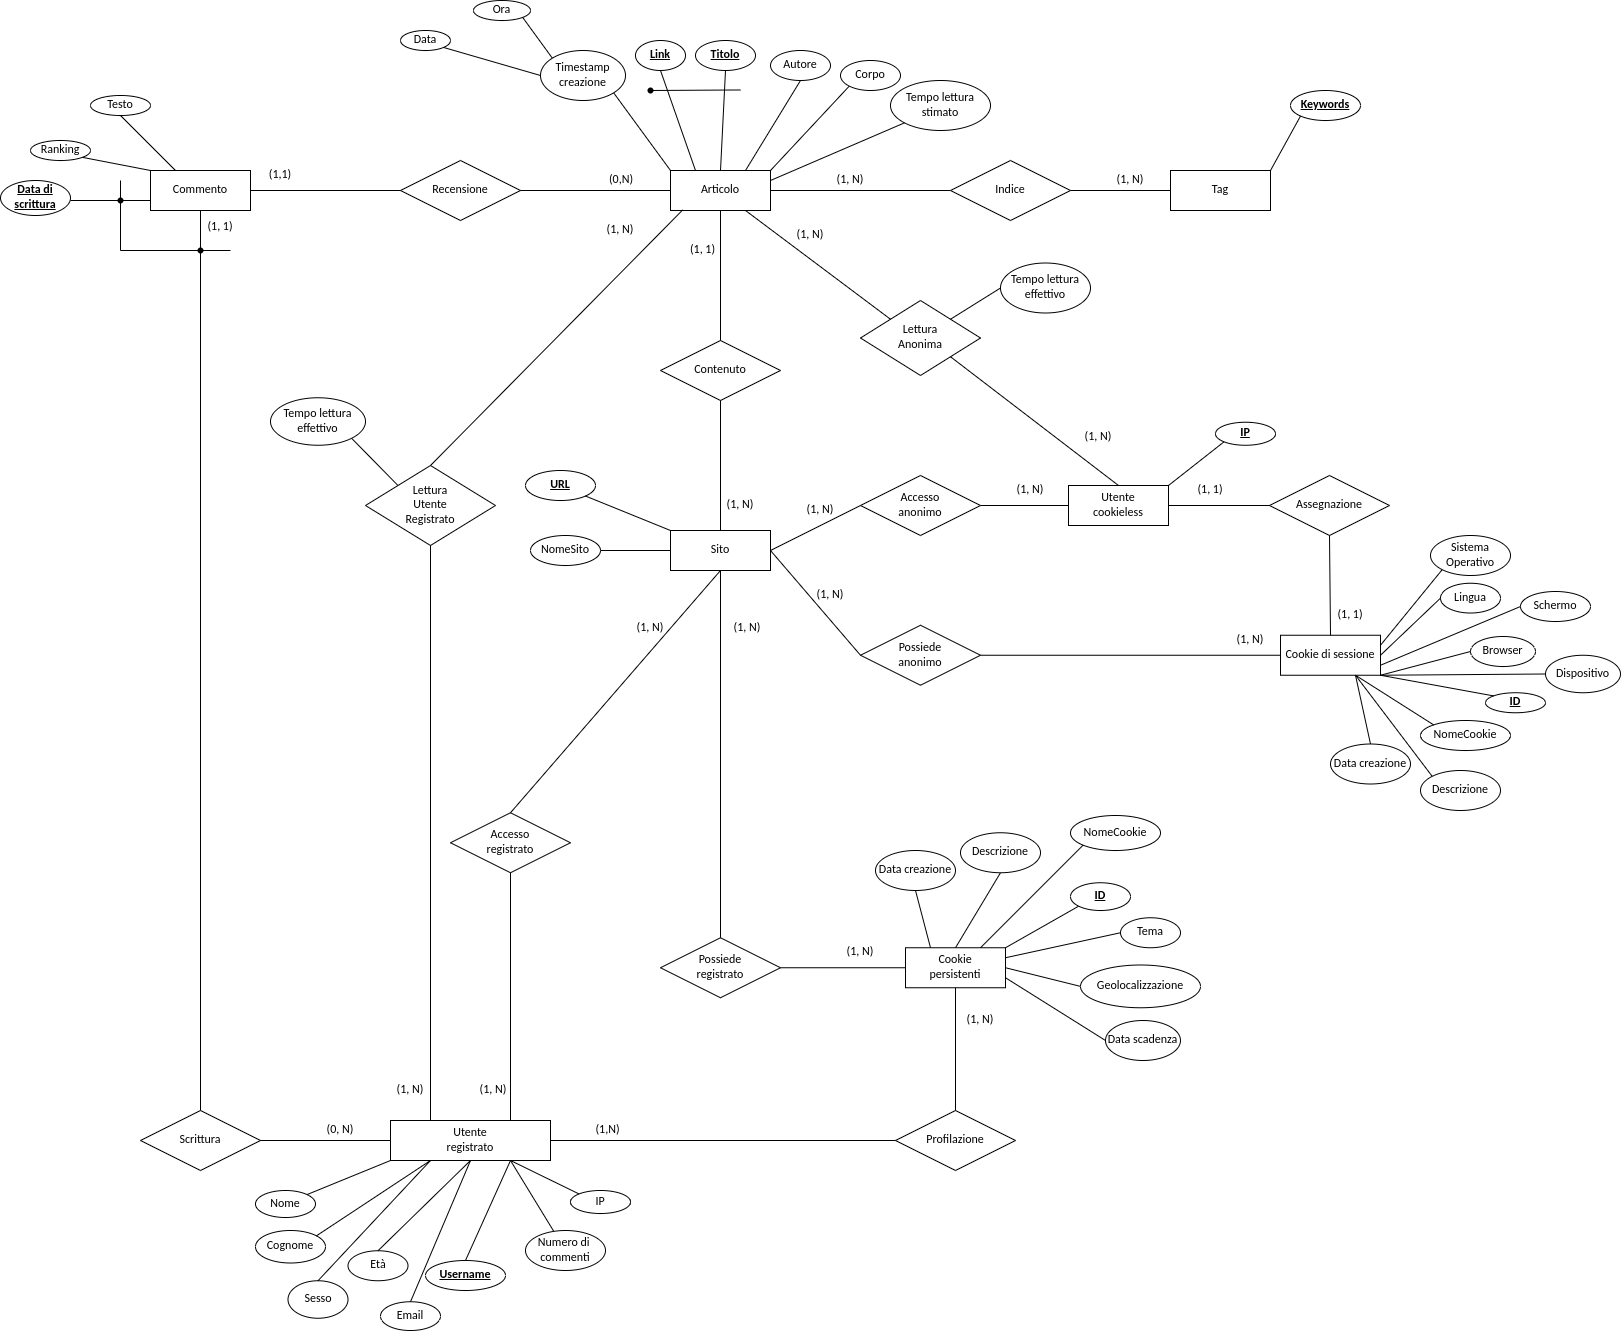 Ora
Data
Timestamp
creazione
Link
Titolo
Autore
Corpo
Tempo lettura
stimato
Keywords
Testo
Ranking
Data di
scrittura
Commento
(1,1)
Recensione
(0,N)
Articolo
(1, N)
Indice
(1, N)
Tag
(1, 1)
(1, N)
(1, 1)
(1, N)
Tempo lettura
effettivo
Lettura
Anonima
Contenuto
Tempo lettura
effettivo
(1, N)
IP
Lettura
Utente
Registrato
URL
(1, N)
(1, N)
Accesso
anonimo
(1, N)
Utente
cookieless
(1, 1)
Assegnazione
NomeSito
Sito
Sistema
Operativo
Lingua
Schermo
(1, N)
(1, 1)
(1, N)
(1, N)
Possiede
anonimo
(1, N)
Cookie di sessione
Browser
Dispositivo
ID
NomeCookie
Data creazione
Descrizione
Accesso
registrato
NomeCookie
Descrizione
Data creazione
ID
Tema
Possiede
registrato
(1, N)
Cookie
persistenti
Geolocalizzazione
(1, N)
Data scadenza
(1, N)
(1, N)
Scrittura
(0, N)
Utente
registrato
(1,N)
Profilazione
Nome
IP
Cognome
Numero di
commenti
Età
Username
Sesso
Email